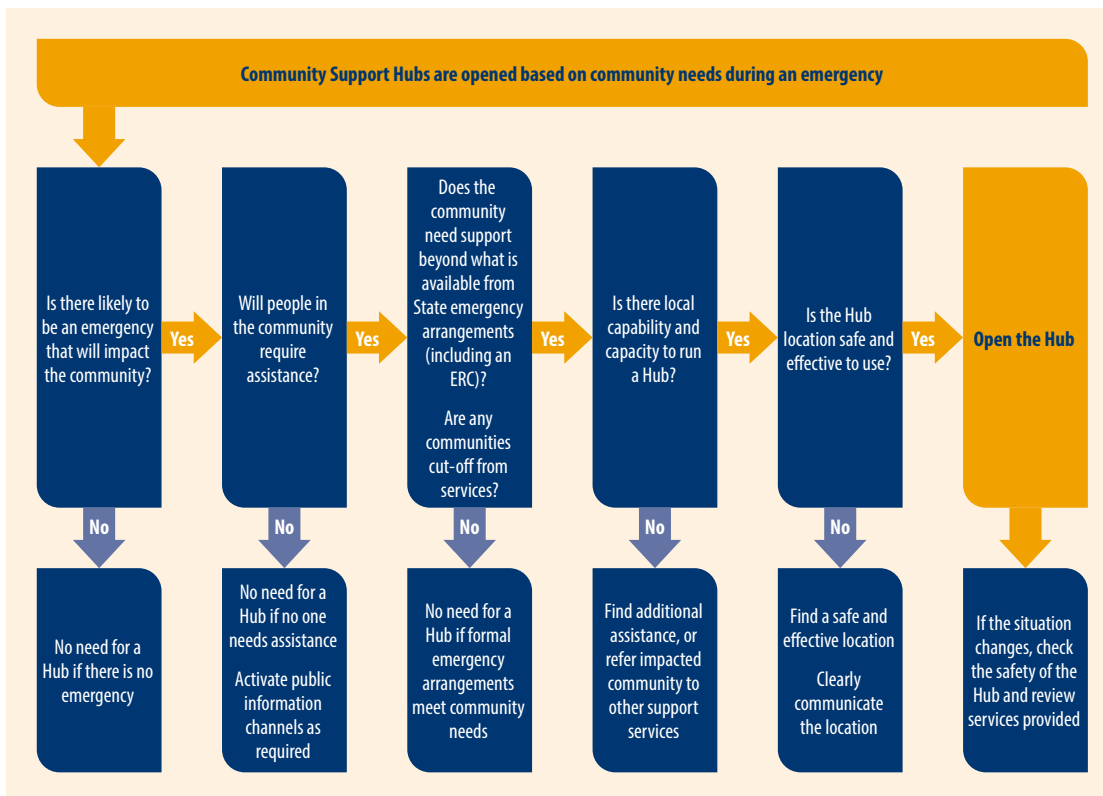 Community Support Hubs are opened based on community needs during an emergency
Is there likely to
be an emergency
that will impact
the community?
Yes
Will people in
the community
require
assistance?
Yes
Does the
community
need support
beyond what is
available from
State emergency
arrangements
(including an
ERC)?
Are any
communities
cut-off from
services?
Yes
Is there local
capability and
capacity to run
a Hub?
Yes
Is the Hub
location safe and
effective to use?
Yes
Open the Hub
No
No
No
No
No
No need for a
Hub if there is no
emergency
No need for a
Hub if no one
needs assistance
Activate public
information
channels as
required
No need for a
Hub if formal
emergency
arrangements
meet community
needs
Find additional
assistance, or
refer impacted
community to
other support
services
Find a safe and
effective location
Clearly
communicate
the location
If the situation
changes, check
the safety of the
Hub and review
services provided